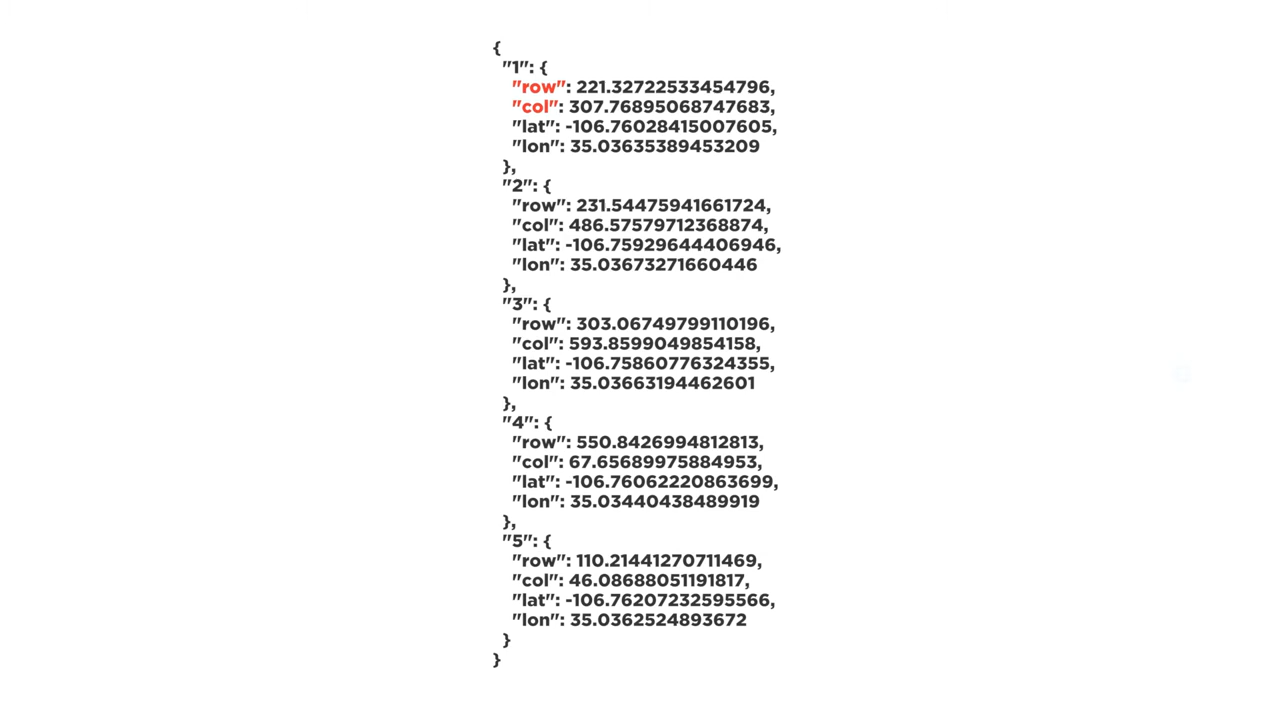 {
"1": {
"row": 221.32722533454796,
"col": 307.76895068747683,
"lat": -106.76028415007605,
"lon": 35.03635389453209
},
"2": {
"row": 231.54475941661724,
"col": 486.57579712368874,
"lat": -106.75929644406946,
"lon": 35.03673271660446
},
"3": {
"row": 303.06749799110196,
"col": 593.8599049854158,
"lat": -106.75860776324355,
"lon": 35.03663194462601
},
"4": {
"row": 550.8426994812813,
"col": 67.65689975884953,
"lat": -106.76062220863699,
"lon": 35.03440438489919
},
"5": {
"row": 110.21441270711469,
"col": 46.08688051191817,
"lat": -106.76207232595566,
"lon": 35.0362524893672
}
}